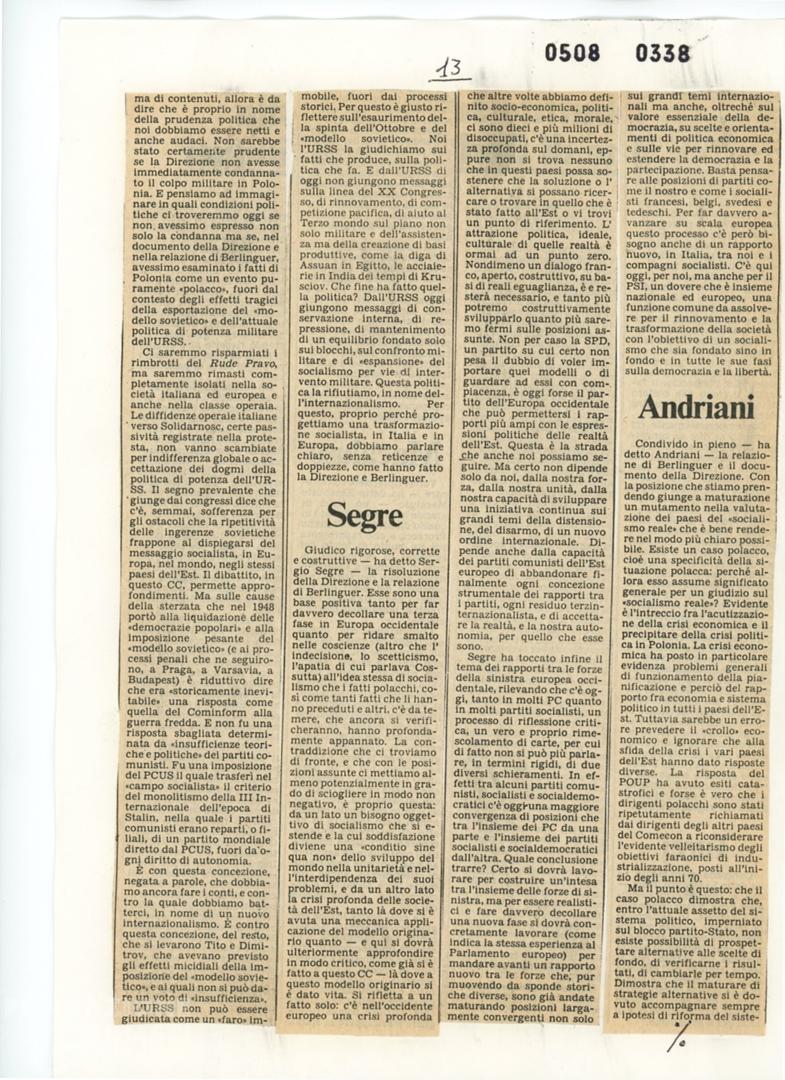 0508 0338
13
ma di contenuti, allora è da
dire che è proprio in nome
della prudenza politica che
noi dobbiamo essere netti e
anche audaci. Non sarebbe
stato certamente prudente
se la Direzione non avesse
immediatamente condanna-
to il colpo militare in Polo-
nia. E pensiamo ad immagi-
nare in quali condizioni poli-
tiche ci troveremmo oggi se
non avessimo espresso non
solo la condanna ma se, nel
documento della Direzione e
nella relazione di Berlinguer,
avessimo esaminato i fatti di
Polonia come un evento pu-
ramente «polacco», fuori dal
contesto degli effetti tragici
della esportazione del «mo-
dello sovietico» e dell'attuale
politica di potenza militare
dell'URSS.
Ci saremmo risparmiati i
rimbrotti del Rude Pravo,
ma saremmo rimasti com-
pletamente isolati nella so-
cietà italiana ed europea e
anche nella classe operaia.
Le diffidenze operaie italiane
verso Solidarnosc, certe pas-
sività registrate nella prote-
sta, non vanno scambiate
per indifferenza globale o ac-
cettazione dei dogmi della
politica di potenza dell'UR-
SS. Il segno prevalente che
giunge dai congressi dice che
c'è, semmai, sofferenza per
gli ostacoli che la ripetitività
delle ingerenze sovietiche
frappone al dispiegarsi del
messaggio socialista, in Euro-
pa, nel mondo, negli stessi
paesi dell'Est. Il dibattito, in
questo CC, permette appro-
fondimenti. Ma sulle cause
della sterzata che nel 1948
portò alla liquidazione delle
«democrazie popolari» e alla
imposizione pesante del
«modello sovietico» (e ai pro-
cessi penali che ne seguiro-
no, a Praga, a Varsavia, a
Budapest) è riduttivo dire
che era «storicamente inevi-
tabile» una risposta come
quella del Cominform alla
guerra fredda. E non fu una
risposta sbagliata determi-
nata da «insufficienze teori-
che e politiche» dei partiti co-
munisti. Fu una imposizione
del PCUS il quale trasferì nel
«campo socialista» il criterio
del monolitismo della III In-
ternazionale dell'epoca di
Stalin, nella quale i partiti
comunisti erano reparti, o fi-
liali, di un partito mondiale
diretto dal PCUS, fuori da o-
gni diritto di autonomia.
È con questa concezione,
negata a parole, che dobbia-
mo ancora fare i conti, e con-
tro la quale dobbiamo bat-
terci, in nome di un nuovo
internazionalismo. È contro
questa concezione, del resto,
che si levarono Tito e Dimi-
trov, che avevano previsto
gli effetti micidiali della im-
posizione del «modello sovie-
tico», e ai quali non si può da-
re un voto di «insufficienza».
L'URSS non può essere
giudicata come un «faro» im-
mobile, fuori dai processi
storici. Per questo è giusto ri-
flettere sull'esaurimento del-
la spinta dell'Ottobre e del
«modello sovietico». Noi
l'URSS la giudichiamo sui
fatti che produce, sulla poli-
tica che fa. E dall'URSS di
oggi non giungono messaggi
sulla linea del XX Congres-
so, di rinnovamento, di com-
petizione pacifica, di aiuto al
Terzo mondo sul piano non
solo militare e dell'assisten-
za ma della creazione di basi
produttive, come la diga di
Assuan in Egitto, le acciaie-
rie in India dei tempi di Kru-
sciov. Che fine ha fatto quel-
la politica? Dall'URSS oggi
giungono messaggi di con-
servazione interna, di re-
pressione, di mantenimento
di un equilibrio fondato solo
sui blocchi, sul confronto mi-
litare e di «espansione» del
socialismo per vie di inter-
vento militare. Questa politi-
ca la rifiutiamo, in nome del-
l'internazionalismo. Per
questo, proprio perché pro-
gettiamo una trasformazio-
ne socialista, in Italia e in
Europa, dobbiamo parlare
chiaro, senza reticenze e
doppiezze, come hanno fatto
la Direzione e Berlinguer.
Segre
Giudico rigorose, corrette
e costruttive — ha detto Ser-
gio Segre — la risoluzione
della Direzione e la relazione
di Berlinguer. Esse sono una
base positiva tanto per far
davvero decollare una terza
fase in Europa occidentale
quanto per ridare smalto
nelle coscienze (altro che l'
indecisione, lo scetticismo,
l'apatia di cui parlava Cos-
sutta) all'idea stessa di socia-
lismo che i fatti polacchi, co-
sì come tanti fatti che li han-
no preceduti e altri, c'è da te-
mere, che ancora si verifi-
cheranno, hanno profonda-
mente appannato. La con-
traddizione che ci troviamo
di fronte, e che con le posi-
zioni assunte ci mettiamo al-
meno potenzialmente in gra-
do di sciogliere in modo non
negativo, è proprio questa:
da un lato un bisogno ogget-
tivo di socialismo che si e-
stende e la cui soddisfazione
diviene una «conditio sine
qua non» dello sviluppo del
mondo nella unitarietà e nel-
l'interdipendenza dei suoi
problemi, e da un altro lato
la crisi profonda delle socie-
tà dell'Est, tanto là dove si è
avuta una meccanica appli-
cazione del modello origina-
rio quanto — e qui si dovrà
ulteriormente approfondire
in modo critico, come già si è
fatto a questo CC — là dove a
questo modello originario si
è dato vita. Si rifletta a un
fatto solo: c'è nell'occidente
europeo una crisi profonda
che altre volte abbiamo defi-
nito socio-economica, politi-
ca, culturale, etica, morale,
ci sono dieci e più milioni di
disoccupati, c'è una incertez-
za profonda sul domani, ep-
pure non si trova nessuno
che in questi paesi possa so-
stenere che la soluzione o l'
alternativa si possano ricer-
care o trovare in quello che è
stato fatto all'Est o vi trovi
un punto di riferimento. L'
attrazione politica, ideale,
culturale di quelle realtà è
ormai ad un punto zero.
Nondimeno un dialogo fran-
co, aperto, costruttivo, su ba-
si di reali eguaglianza, è e re-
sterà necessario, e tanto più
potremo costruttivamente
svilupparlo quanto più sare-
mo fermi sulle posizioni as-
sunte. Non per caso la SPD,
un partito su cui certo non
pesa il dubbio di voler im-
portare quei modelli o di
guardare ad essi con com-
piacenza, è oggi forse il par-
tito dell'Europa occidentale
che può permettersi i rap-
porti più ampi con le espres-
sioni politiche delle realtà
dell'Est. Questa è la strada
che anche noi possiamo se-
guire. Ma certo non dipende
solo da noi, dalla nostra for-
za, dalla nostra unità, dalla
nostra capacità di sviluppare
una iniziativa continua sui
grandi temi della distensio-
ne, del disarmo, di un nuovo
ordine internazionale. Di-
pende anche dalla capacità
dei partiti comunisti dell'Est
europeo di abbandonare fi-
nalmente ogni concezione
strumentale dei rapporti tra
i partiti, ogni residuo terzin-
ternazionalista, e di accetta-
re la realtà, e la nostra auto-
nomia, per quello che esse
sono.
Segre ha toccato infine il
tema dei rapporti tra le forze
della sinistra europea occi-
dentale, rilevando che c'è og-
gi, tanto in molti PC quanto
in molti partiti socialisti, un
processo di riflessione criti-
ca, un vero e proprio rime-
scolamento di carte, per cui
di fatto non si può più parla-
re, in termini rigidi, di due
diversi schieramenti. In ef-
fetti tra alcuni partiti comu-
nisti, socialisti e socialdemo-
cratici c'è oggi una maggiore
convergenza di posizioni che
tra l'insieme dei PC da una
parte e l'insieme dei partiti
socialisti e socialdemocratici
dall'altra. Quale conclusione
trarre? Certo si dovrà lavo-
rare per costruire un'intesa
tra l'insieme delle forze di si-
nistra, ma per essere realisti-
ci e fare davvero decollare
una nuova fase si dovrà con-
cretamente lavorare (come
indica la stessa esperienza al
Parlamento europeo) per
mandare avanti un rapporto
nuovo tra le forze che, pur
muovendo da sponde stori-
che diverse, sono già andate
maturando posizioni larga-
mente convergenti non solo
sui grandi temi internazio-
nali ma anche, oltreché sul
valore essenziale della de-
mocrazia, su scelte e orienta-
menti di politica economica
e sulle vie per rinnovare ed
estendere la democrazia e la
partecipazione. Basta pensa-
re alle posizioni di partiti co-
me il nostro e come i sociali-
sti francesi, belgi, svedesi e
tedeschi. Per far davvero a-
vanzare su scala europea
questo processo c'è però bi-
sogno anche di un rapporto
nuovo, in Italia, tra noi e i
compagni socialisti. C'è qui
oggi, per noi, ma anche per il
PSI, un dovere che è insieme
nazionale ed europeo, una
funzione comune da assolve-
re per il rinnovamento e la
trasformazione della società
con l'obiettivo di un sociali-
smo che sia fondato sino in
fondo e in tutte le sue fasi
sulla democrazia e la libertà.
Andriani
Condivido in pieno — ha
detto Andriani — la relazio-
ne di Berlinguer e il docu-
mento della Direzione. Con
la posizione che stiamo pren-
dendo giunge a maturazione
un mutamento nella valuta-
zione dei paesi del «sociali-
smo reale» che è bene rende-
re nel modo più chiaro possi-
bile. Esiste un caso polacco,
cioè una specificità della si-
tuazione polacca: perché al-
lora esso assume significato
generale per un giudizio sul
«socialismo reale»? Evidente
è l'intreccio fra l'acutizzazio-
ne della crisi economica e il
precipitare della crisi politi-
ca in Polonia. La crisi econo-
mica ha posto in particolare
evidenza problemi generali
di funzionamento della pia-
nificazione e perciò del rap-
porto fra economia e sistema
politico in tutti i paesi dell'E-
st. Tuttavia sarebbe un erro-
re prevedere il «crollo» eco-
nomico e ignorare che alla
sfida della crisi i vari paesi
dell'Est hanno dato risposte
diverse. La risposta del
POUP ha avuto esiti cata-
strofici e forse è vero che i
dirigenti polacchi sono stati
ripetutamente richiamati
dai dirigenti degli altri paesi
del Comecon a riconsiderare
l'evidente velleitarismo degli
obiettivi faraonici di indu-
strializzazione, posti all'ini-
zio degli anni 70.
Ma il punto è questo: che il
caso polacco dimostra che,
entro l'attuale assetto del si-
stema politico, imperniato
sul blocco partito-Stato, non
esiste possibilità di prospet-
tare alternative alle scelte di
fondo, di verificarne i risul-
tati, di cambiarle per tempo.
Dimostra che il maturare di
strategie alternative si è do-
vuto accompagnare sempre
a ipotesi di riforma del siste-
%